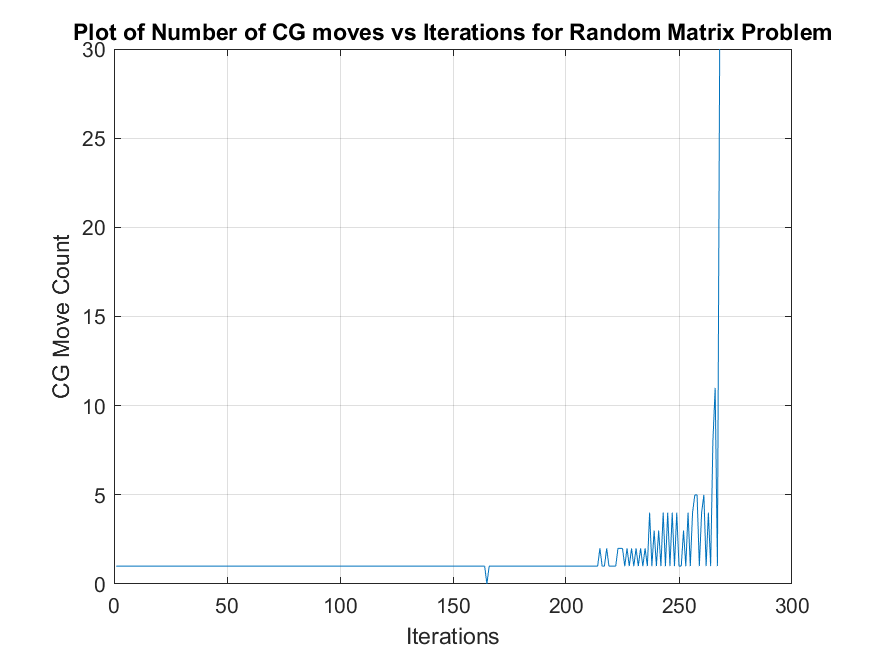 Plot of Number of CG moves vs Iterations for Random Matrix Problem
30
25
20
15
10
5
0
CG Move Count
0 50 100 150 200 250 300
Iterations